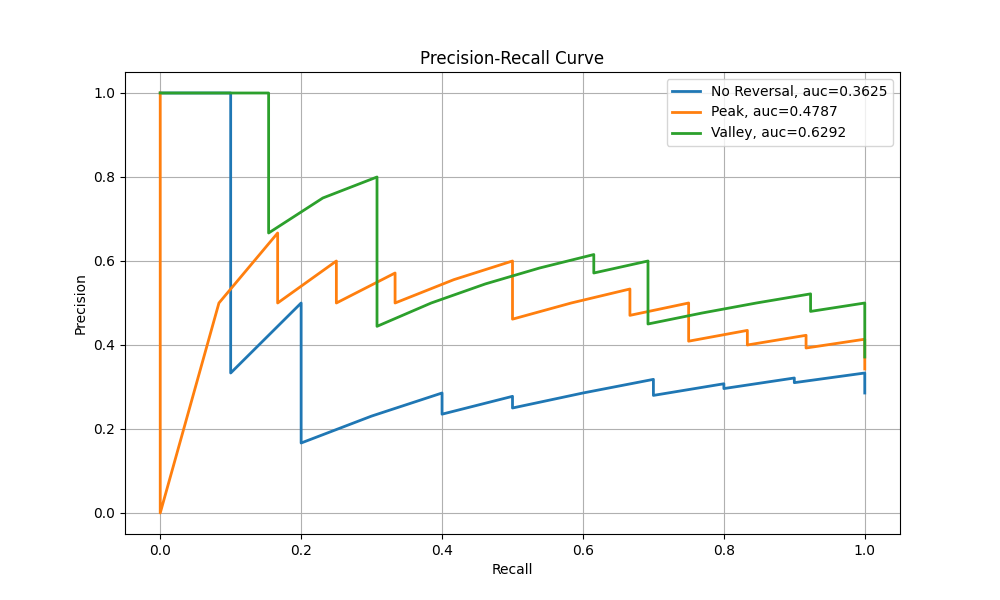 Precision-Recall Curve
No Reversal, auc=0.3625
Peak, auc=0.4787
Valley, auc=0.6292
Precision
1.0
0.8
0.6
0.4
0.2
0.0
0.0 0.2 0.4 0.6 0.8 1.0
Recall